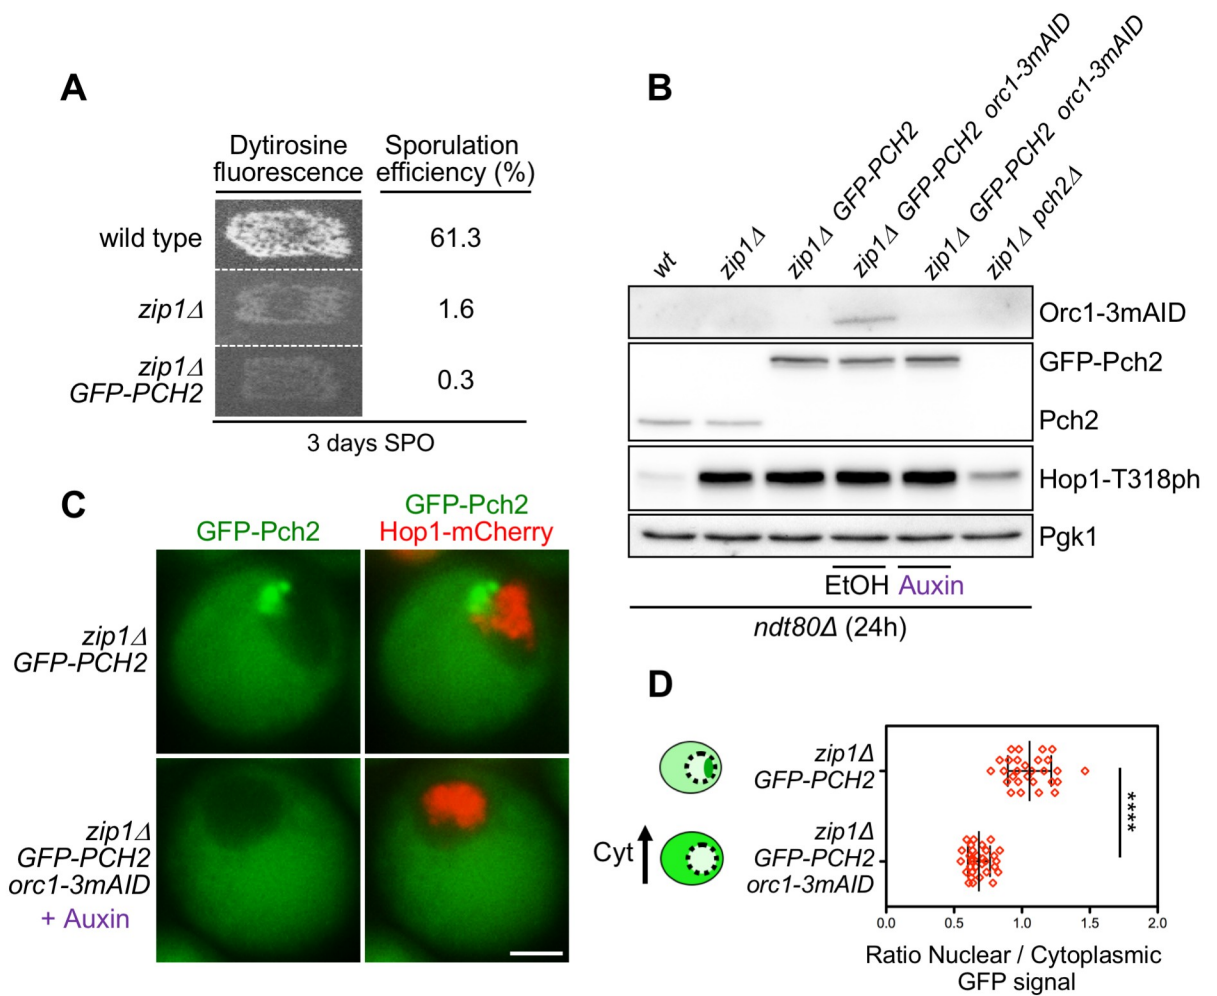 A
Dytirosine
fluorescence
Sporulation
efficiency (%)
wild type
61.3
zip1Δ
1.6
zip1Δ
GFP-PCH2
0.3
3 days SPO
B
wt
zip1Δ
zip1Δ GFP-PCH2
zip1Δ GFP-PCH2 orc1-3mAID
zip1Δ GFP-PCH2 orc1-3mAID
zip1Δ pch2Δ
Orc1-3mAID
GFP-Pch2
Pch2
Hop1-T318ph
Pgk1
EtOH Auxin
ndt80Δ (24h)
C
GFP-Pch2
GFP-Pch2
Hop1-mCherry
zip1Δ
GFP-PCH2
zip1Δ
GFP-PCH2
orc1-3mAID
+ Auxin
D
zip1Δ
GFP-PCH2
Cyt
zip1Δ
GFP-PCH2
orc1-3mAID
****
0.0 0.5 1.0 1.5 2.0
Ratio Nuclear / Cytoplasmic
GFP signal